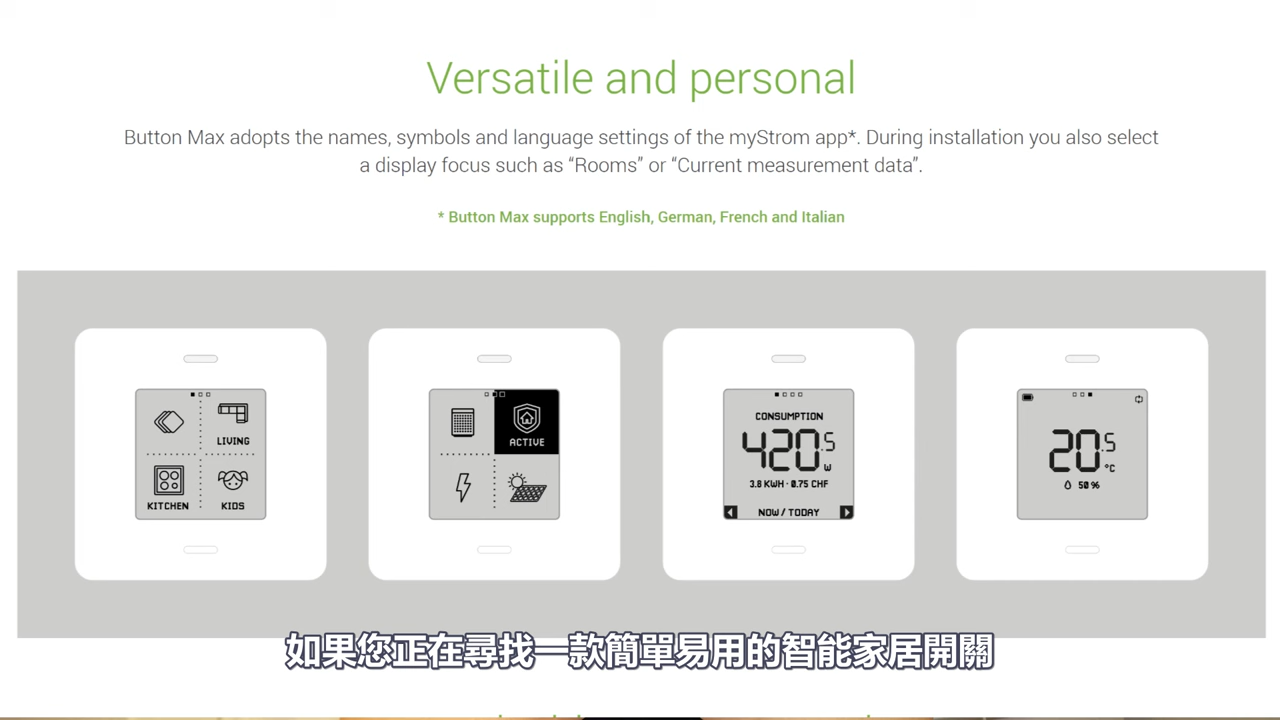 Versatile and personal
Button Max adopts the names, symbols and language settings of the myStrom app*. During installation you also select
a display focus such as “Rooms” or “Current measurement data”.
* Button Max supports English, German, French and Italian
LIVING
KITCHEN
KIDS
ACTIVE
CONSUMPTION
420.5
W
3.8 KWH · 0.75 CHF
NOW / TODAY
20.5
°C
50 %
如果您正在尋找一款簡單易用的智能家居開關